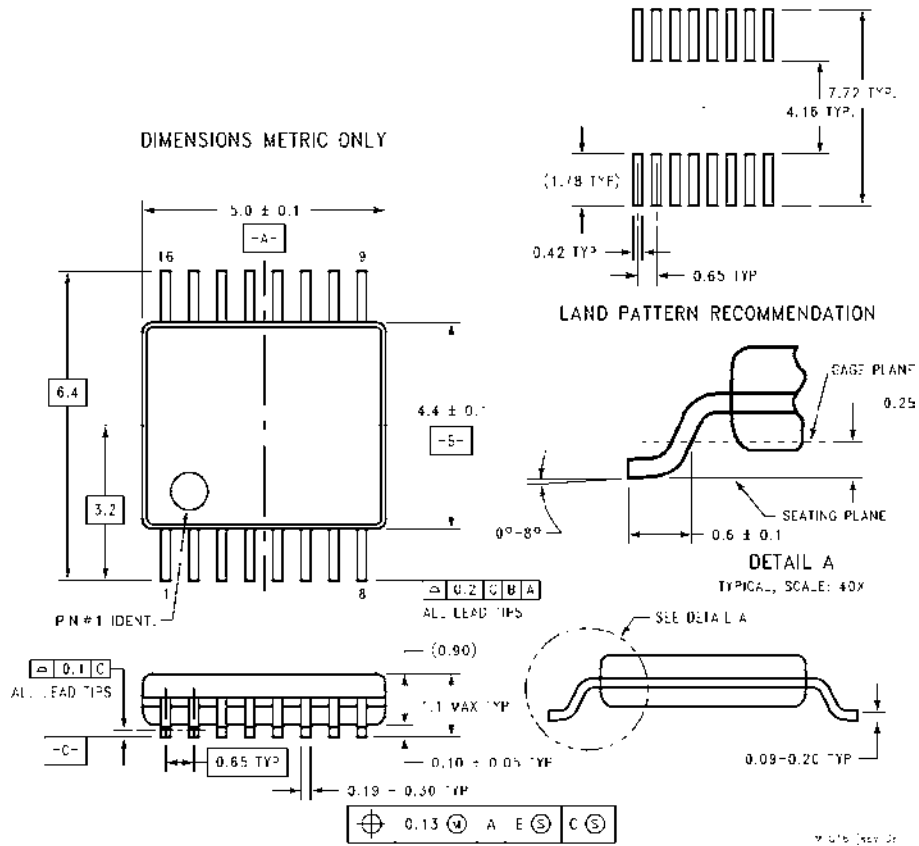 7.72 TYP.
4.16 TYP.
DIMENSIONS METRIC ONLY
(1.78 TYP)
5.0 ± 0.1
-A-
0.42 TYP
0.65 TYP
16
9
LAND PATTERN RECOMMENDATION
GAGE PLANE
0.25
6.4
4.4 ± 0.1
-B-
3.2
SEATING PLANE
0°-8°
0.6 ± 0.1
DETAIL A
TYPICAL, SCALE: 40X
1
8
0.2 C B A
ALL LEAD TIPS
PIN #1 IDENT.
SEE DETAIL A
(0.90)
0.1 C
ALL LEAD TIPS
1.1 MAX TYP
-C-
0.65 TYP
0.10 ± 0.05 TYP
0.09-0.20 TYP
0.19 - 0.30 TYP
0.13 M A B S C S